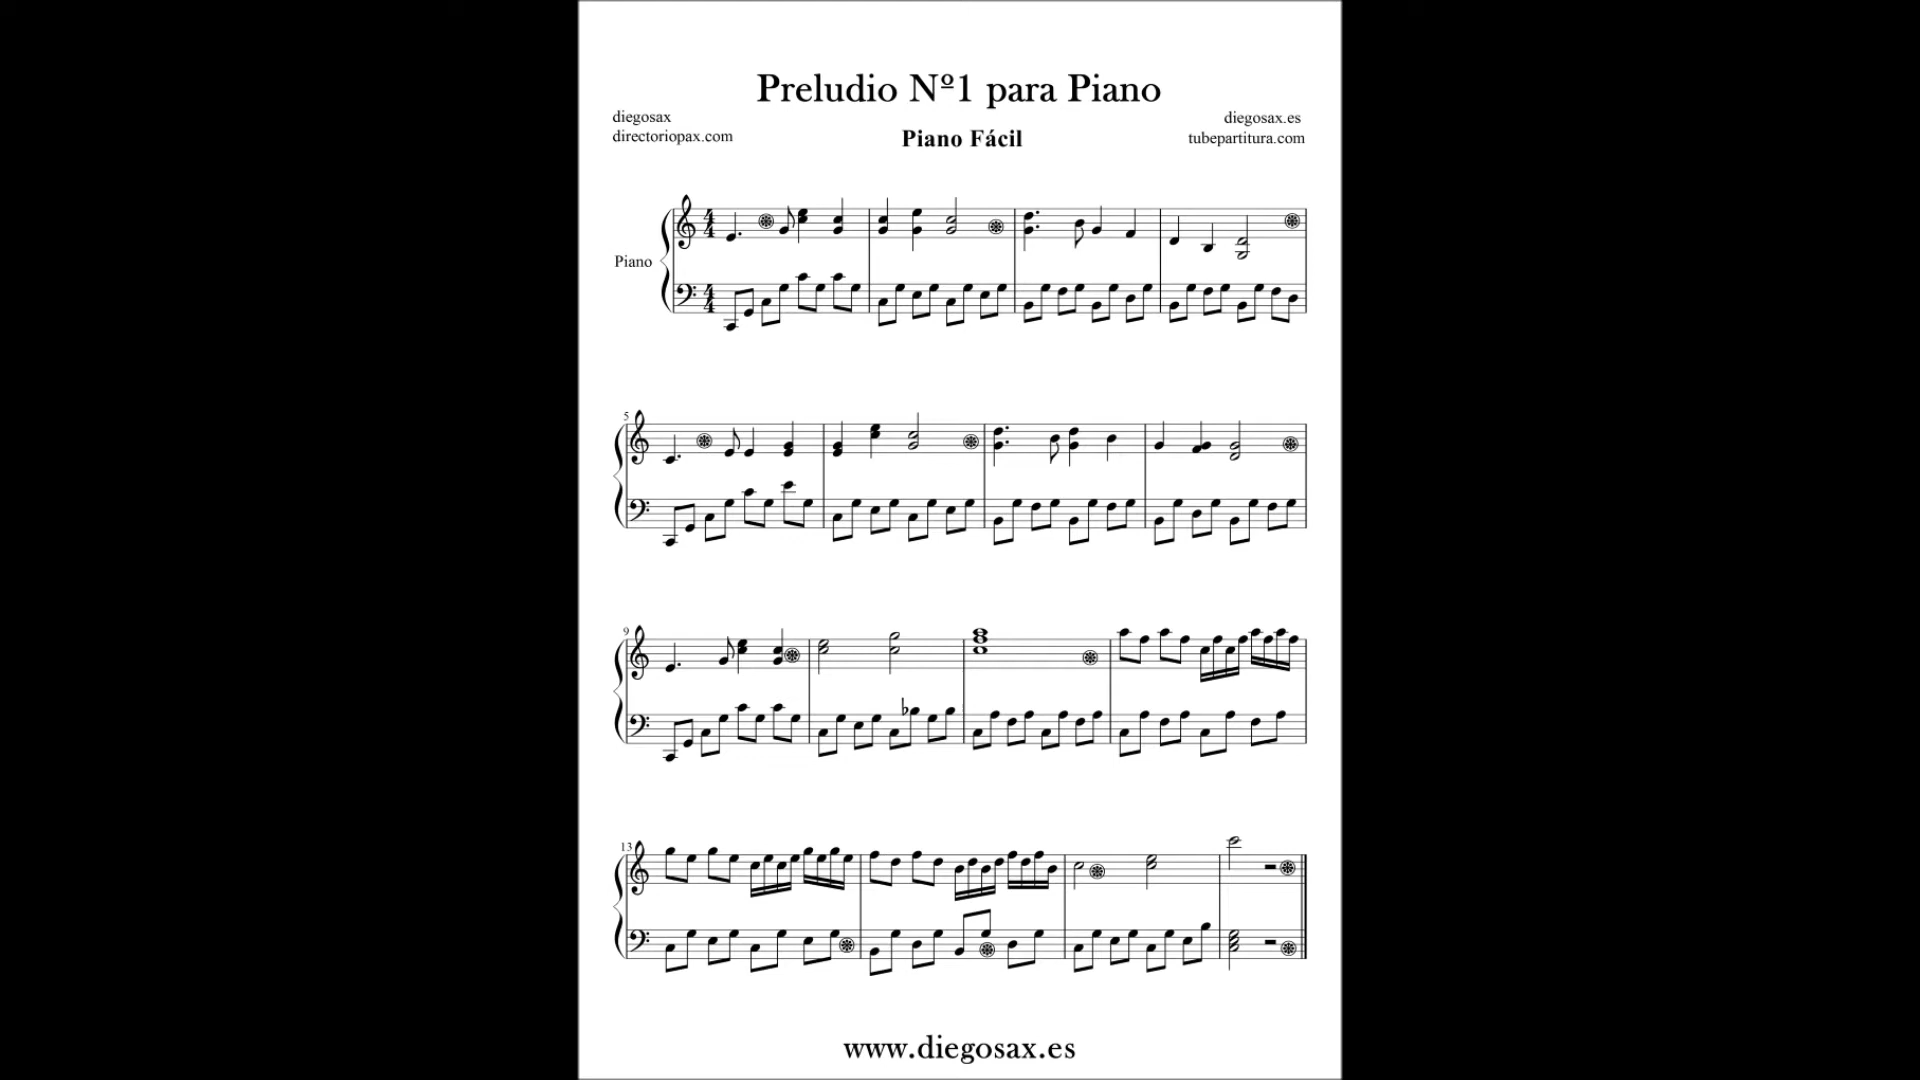 Preludio Nº1 para Piano
diegosax
directoriopax.com
Piano Fácil
diegosax.es
tubepartitura.com
4
4
Piano
4
4
5
9
13
www.diegosax.es